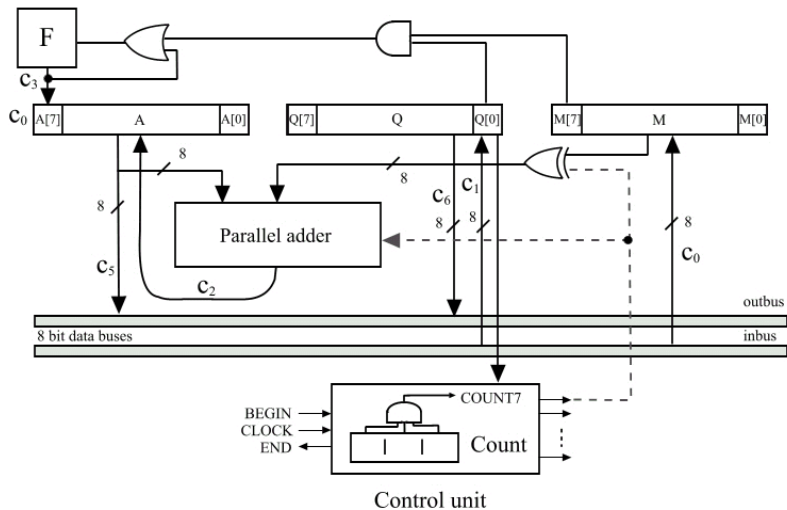 F
c3
c0
A[7] A A[0]
Q[7] Q Q[0]
M[7] M M[0]
8
8
8
c6
c1
8
8
8
c0
Parallel adder
c5
c2
outbus
8 bit data buses
inbus
BEGIN
CLOCK
END
COUNT7
Count
Control unit